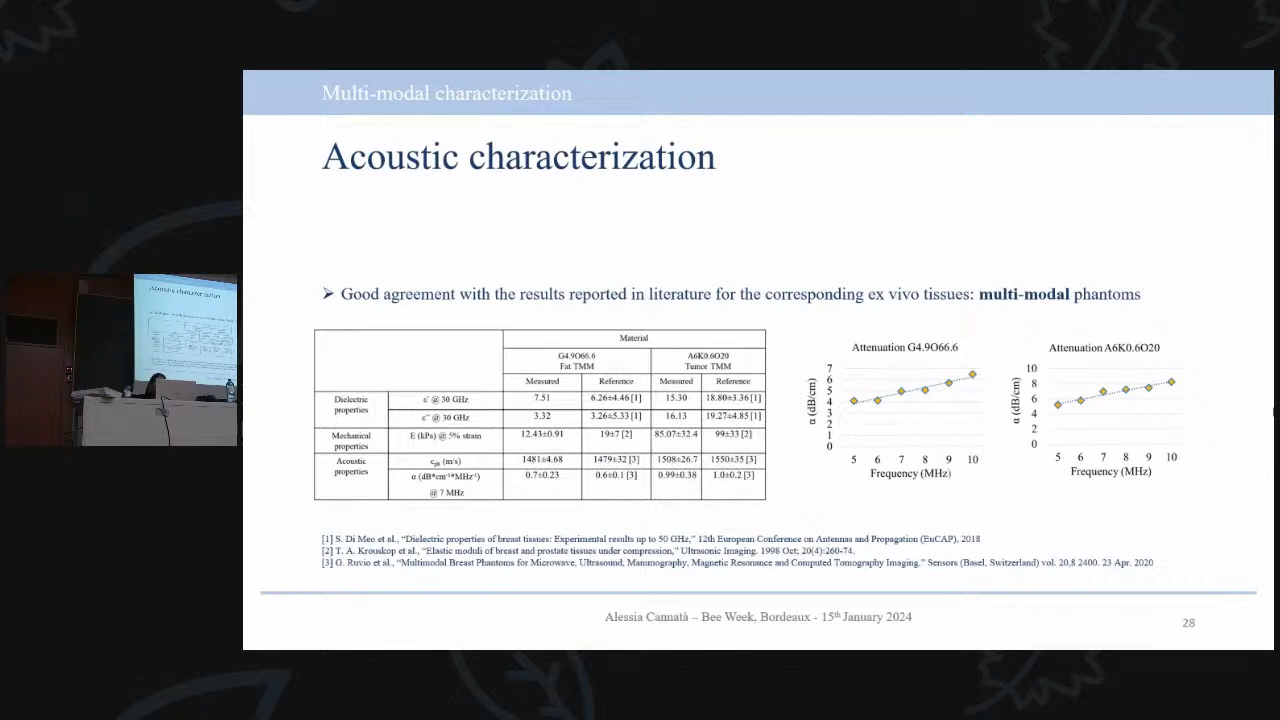 Multi-modal characterization
Acoustic characterization
➢ Good agreement with the results reported in literature for the corresponding ex vivo tissues: multi-modal phantoms
Material
G4.9O66.6 A6K0.6O20
Fat TMM Tumor TMM
Measured Reference Measured Reference
Dielectric properties ε' @ 30 GHz 7.51 6.26±4.46 [1] 15.30 18.80±3.36 [1]
ε'' @ 30 GHz 3.32 3.26±5.33 [1] 16.13 19.27±4.85 [1]
Mechanical properties E (kPa) @ 5% strain 12.43±0.91 19±7 [2] 85.07±32.4 99±33 [2]
Acoustic properties cph (m/s) 1481±4.68 1479±32 [3] 1508±26.7 1550±35 [3]
α (dB*cm⁻¹*MHz⁻¹) @ 7 MHz 0.7±0.23 0.6±0.1 [3] 0.99±0.38 1.0±0.2 [3]
Attenuation G4.9O66.6
α (dB/cm)
7
6
5
4
3
2
1
0
5 6 7 8 9 10
Frequency (MHz)
Attenuation A6K0.6O20
α (dB/cm)
10
8
6
4
2
0
5 6 7 8 9 10
Frequency (MHz)
[1] S. Di Meo et al., “Dielectric properties of breast tissues: Experimental results up to 50 GHz,” 12th European Conference on Antennas and Propagation (EuCAP), 2018
[2] T. A. Krouskop et al., “Elastic moduli of breast and prostate tissues under compression,” Ultrasonic Imaging. 1998 Oct; 20(4):260-74.
[3] G. Ruvio et al., “Multimodal Breast Phantoms for Microwave, Ultrasound, Mammography, Magnetic Resonance and Computed Tomography Imaging.” Sensors (Basel, Switzerland) vol. 20,8 2400. 23 Apr. 2020
Alessia Cannatà – Bee Week, Bordeaux - 15th January 2024
28
Acoustic characterization